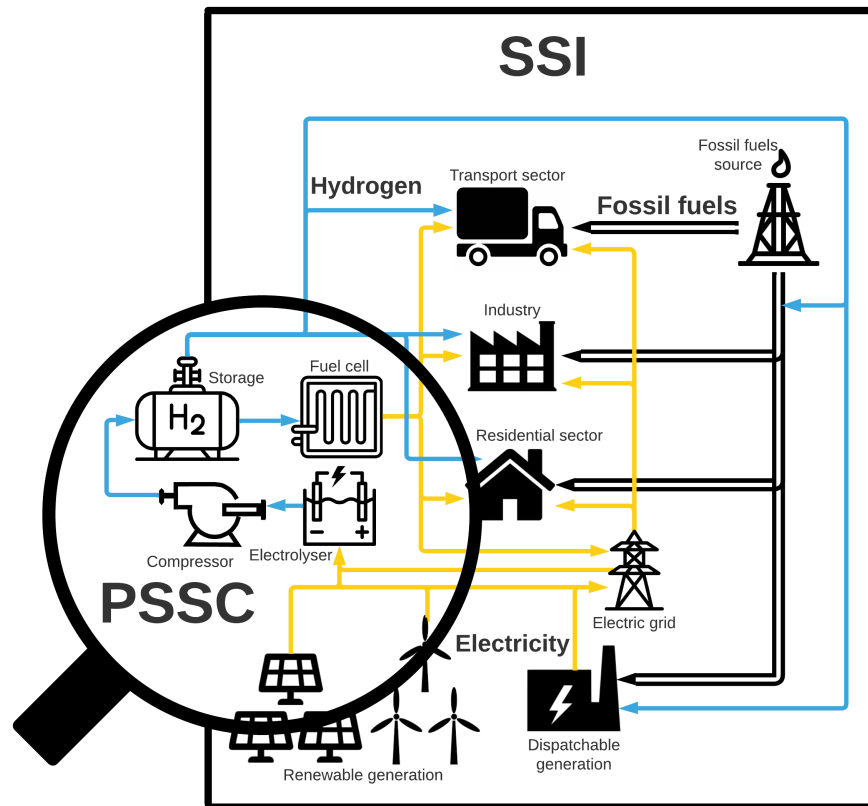 SSI
Fossil fuels
source
Transport sector
Hydrogen
Fossil fuels
Industry
Fuel cell
Storage
H2
Residential sector
- +
Compressor
Electrolyser
PSSC
Electric grid
Electricity
Dispatchable
generation
Renewable generation